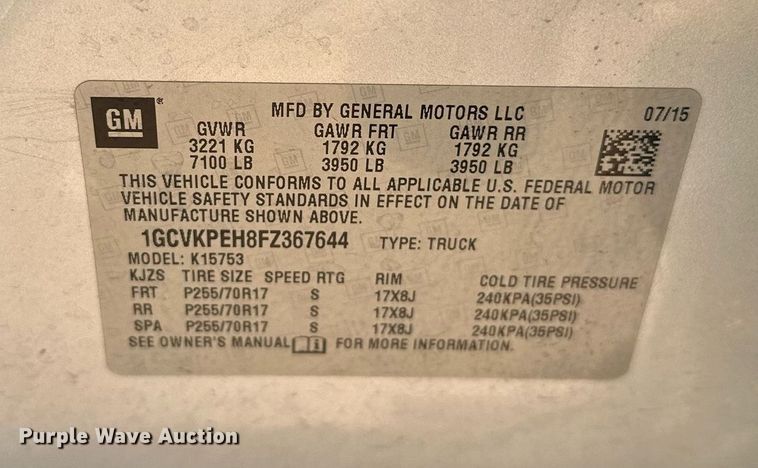 GM ® MFD BY GENERAL MOTORS LLC 07/15
GVWR GAWR FRT GAWR RR
3221 KG 1792 KG 1792 KG
7100 LB 3950 LB 3950 LB
THIS VEHICLE CONFORMS TO ALL APPLICABLE U.S. FEDERAL MOTOR
VEHICLE SAFETY STANDARDS IN EFFECT ON THE DATE OF
MANUFACTURE SHOWN ABOVE.
1GCVKPEH8FZ367644 TYPE: TRUCK
MODEL: K15753
KJZS TIRE SIZE SPEED RTG RIM COLD TIRE PRESSURE
FRT P255/70R17 S 17X8J 240KPA(35PSI)
RR P255/70R17 S 17X8J 240KPA(35PSI)
SPA P255/70R17 S 17X8J 240KPA(35PSI)
SEE OWNER'S MANUAL FOR MORE INFORMATION.
Purple Wave Auction